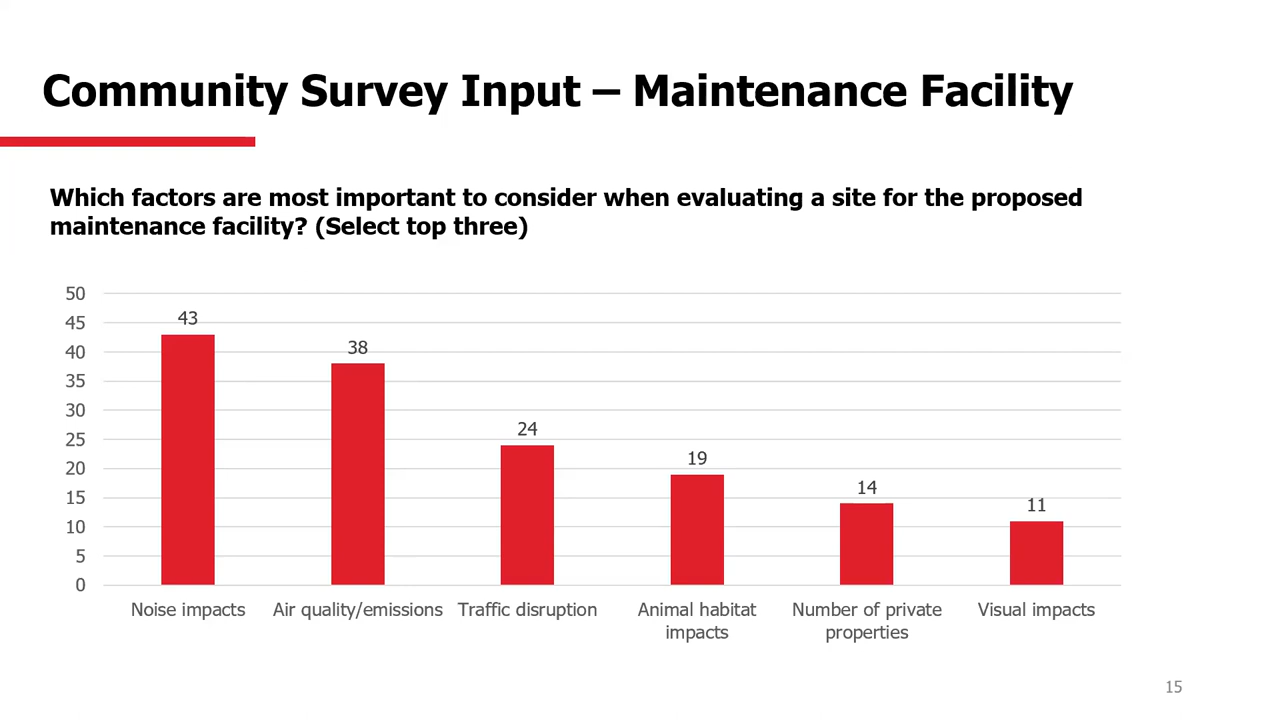 Community Survey Input – Maintenance Facility
Which factors are most important to consider when evaluating a site for the proposed
maintenance facility? (Select top three)
50
45
40
35
30
25
20
15
10
5
0
43
38
24
19
14
11
Noise impacts
Air quality/emissions
Traffic disruption
Animal habitat
impacts
Number of private
properties
Visual impacts
15